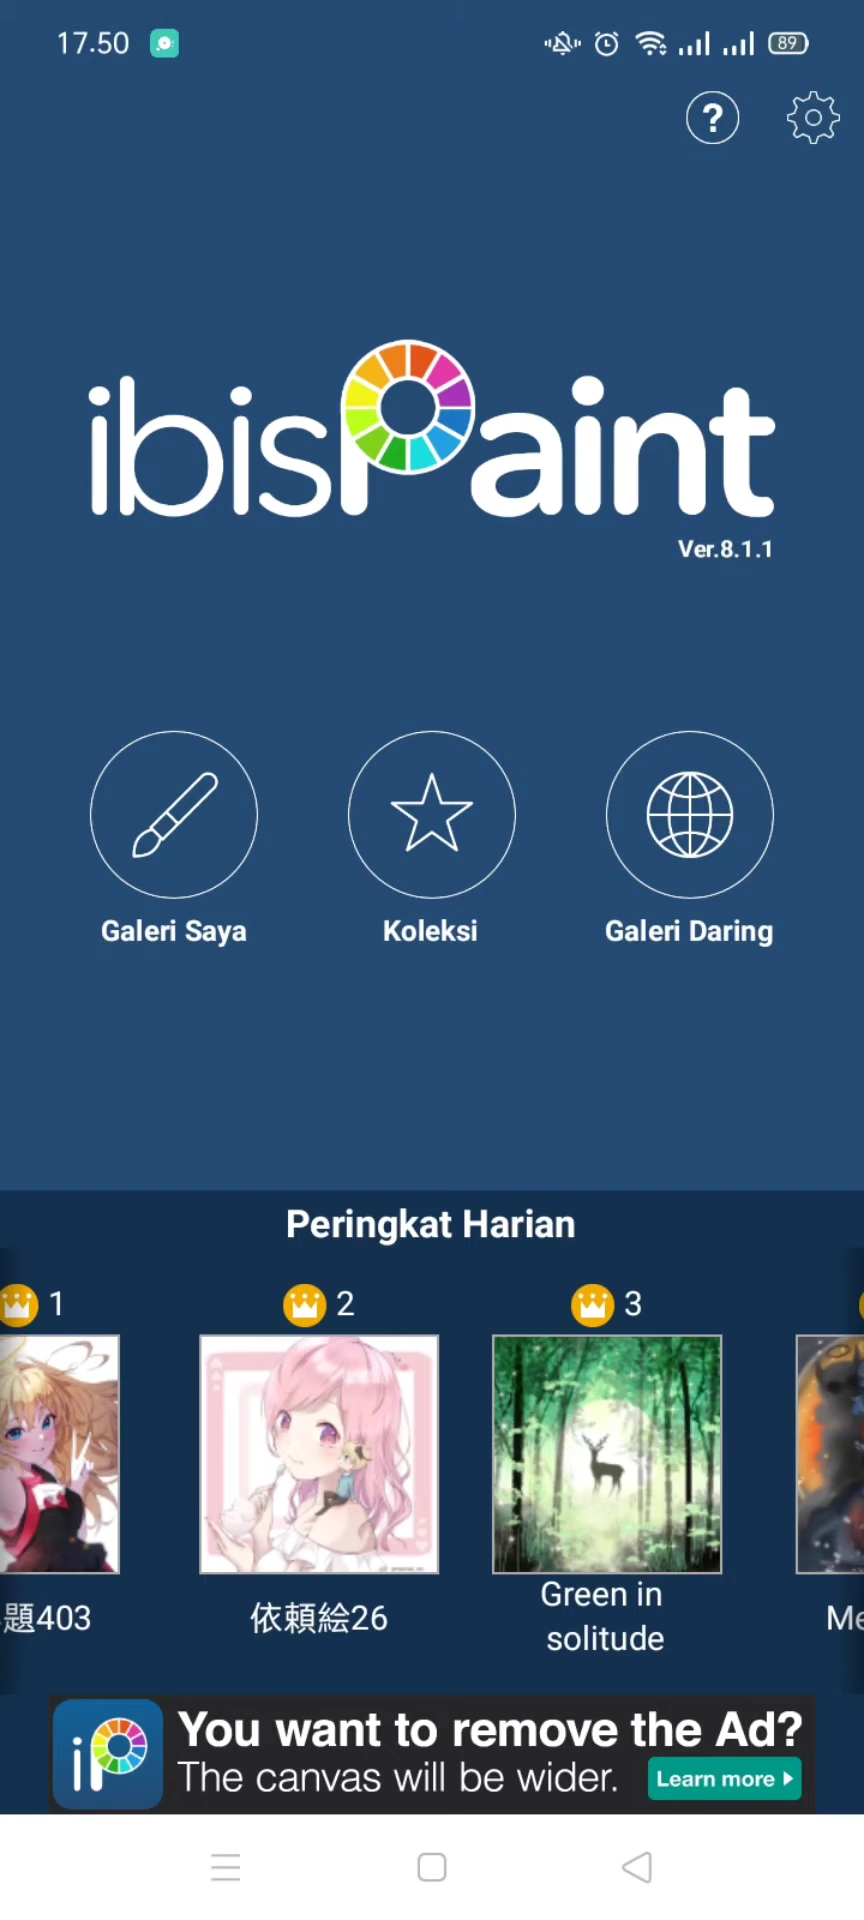 17.50
89
?
ibisPaint
Ver.8.1.1
Galeri Saya
Koleksi
Galeri Daring
Peringkat Harian
1
2
3
題403
依頼絵26
Green in
solitude
Me
iP
You want to remove the Ad?
The canvas will be wider.
Learn more